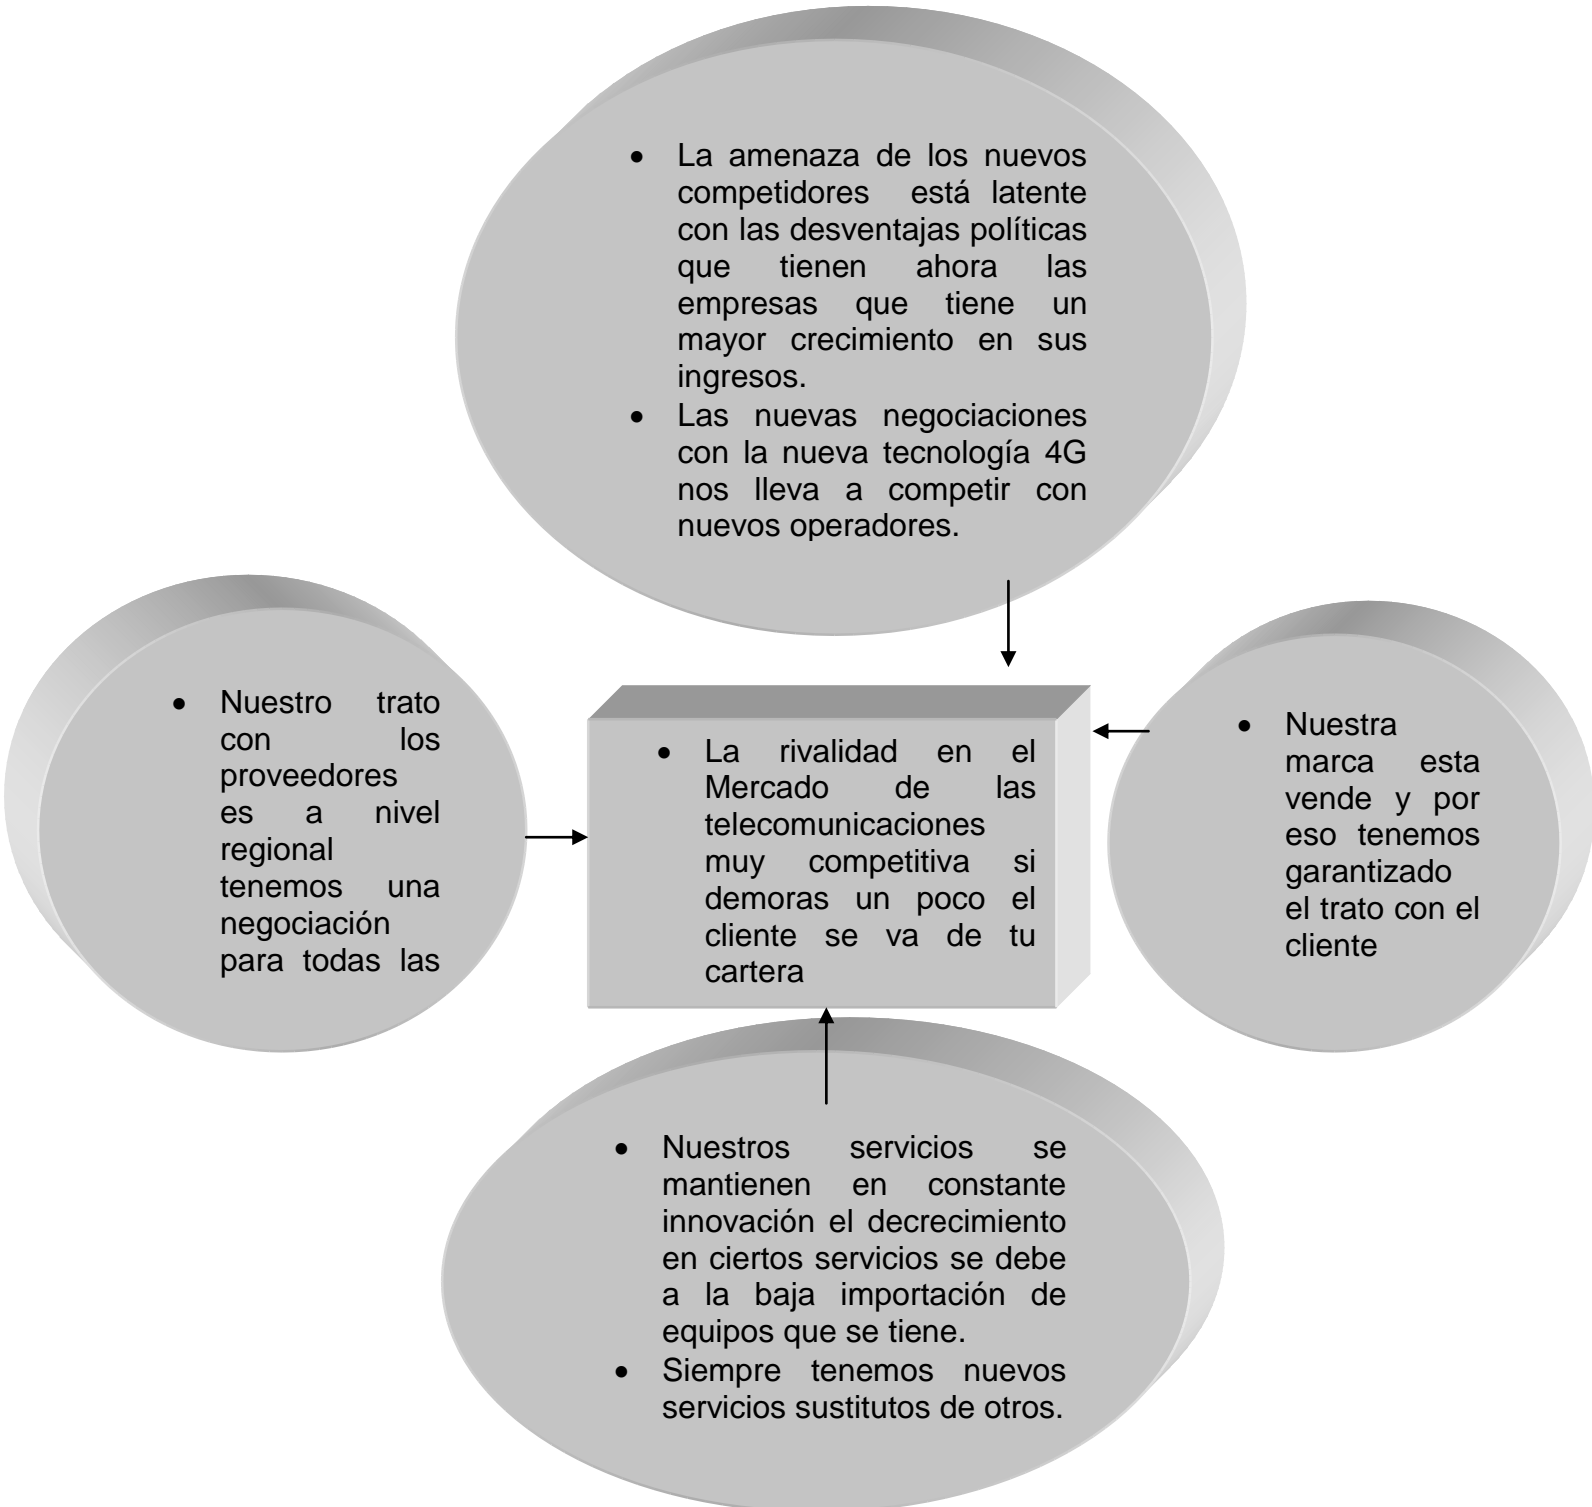 • La amenaza de los nuevos
competidores está latente
con las desventajas políticas
que tienen ahora las
empresas que tiene un
mayor crecimiento en sus
ingresos.
• Las nuevas negociaciones
con la nueva tecnología 4G
nos lleva a competir con
nuevos operadores.
• Nuestro trato
con los
proveedores
es a nivel
regional
tenemos una
negociación
para todas las
• La rivalidad en el
Mercado de las
telecomunicaciones
muy competitiva si
demoras un poco el
cliente se va de tu
cartera
• Nuestra
marca esta
vende y por
eso tenemos
garantizado
el trato con el
cliente
• Nuestros servicios se
mantienen en constante
innovación el decrecimiento
en ciertos servicios se debe
a la baja importación de
equipos que se tiene.
• Siempre tenemos nuevos
servicios sustitutos de otros.